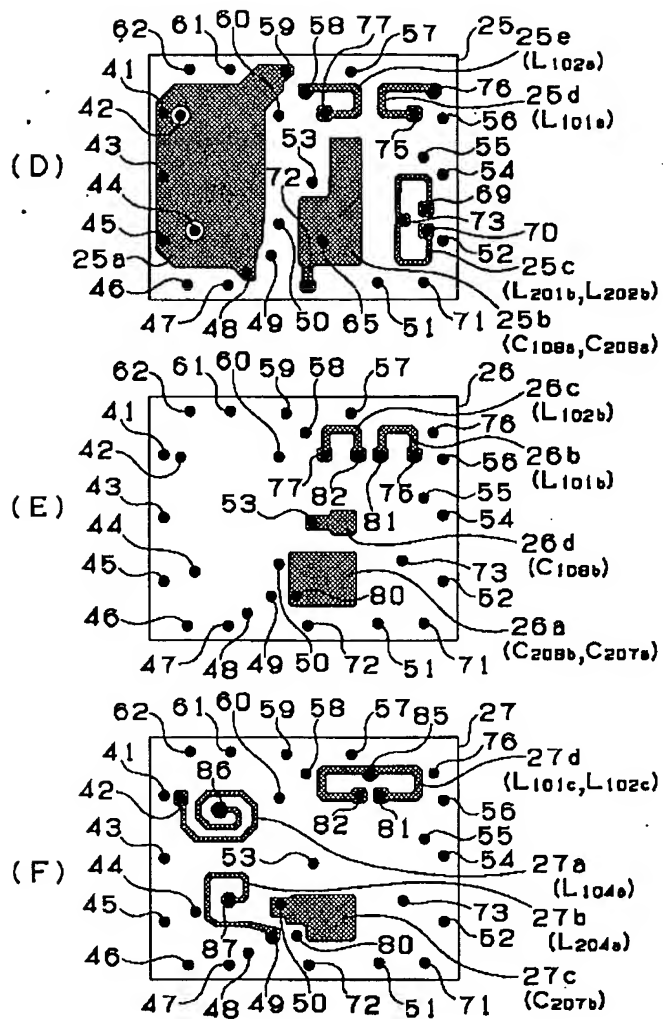 60 59 58 77 57 25
62 61 25e
(L102a)
41 76
42 25d
(L101a)
56
53 75
43 55
(D) 54
72
44 69
73
45 70
25a 52
25c
46 (L201b,L202b)
47 48 49 50 65 51 71 25b
(C108a,C208a)
60 59 58 57 26
62 61 26c
(L102b)
41 76
42 56
26b
77 82 81 76 (L101b)
43 55
(E) 53 54
44 26d
(C108b)
45 73
80 52
46
47 48 49 50 72 51 71 26a
(C208b,C207a)
60 59 58 57 85 27
62 61 76
27d
(L101c,L102c)
41 86
42 82 81 56
43 55
53 54
(F) 27a
44 (L104a)
73
45 27b
87 80 52 (L204a)
46
47 48 49 50 72 51 71 27c
(C207b)